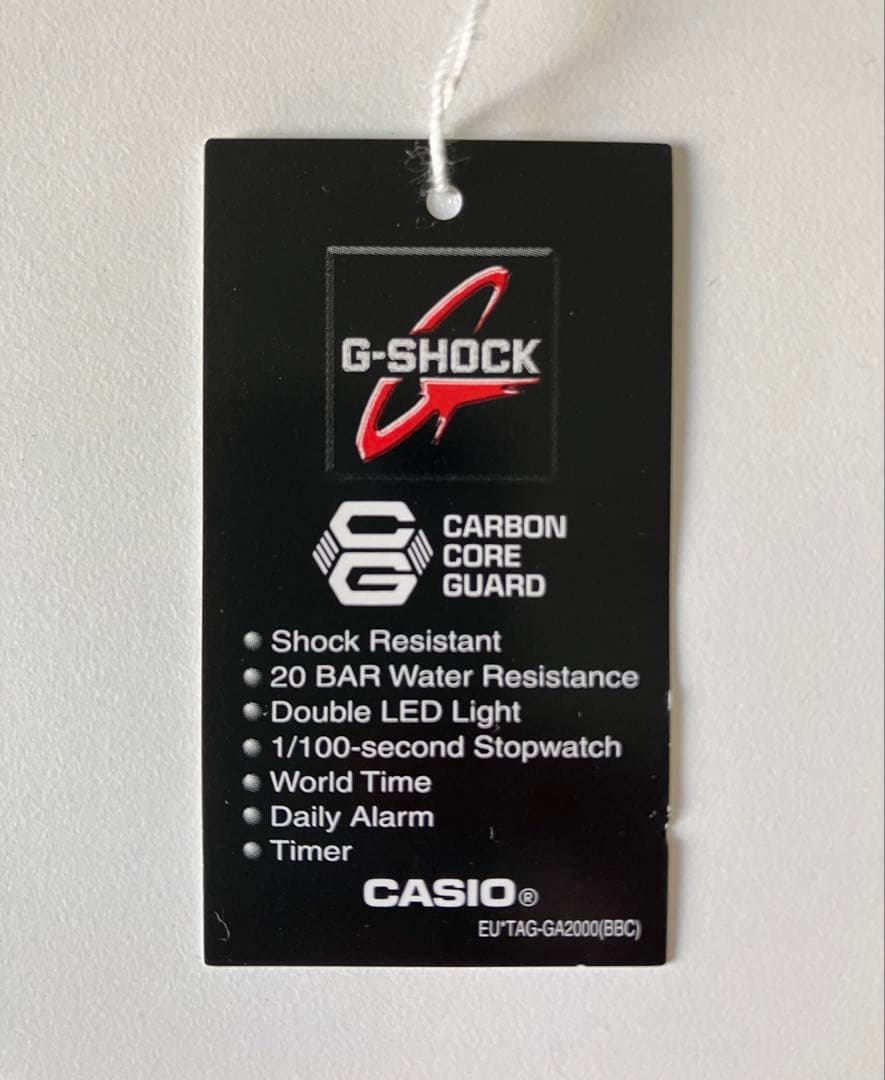 G-SHOCK
CG
CARBON
CORE
GUARD
Shock Resistant
20 BAR Water Resistance
Double LED Light
1/100-second Stopwatch
World Time
Daily Alarm
Timer
CASIO®
EU*TAG-GA2000(BBC)